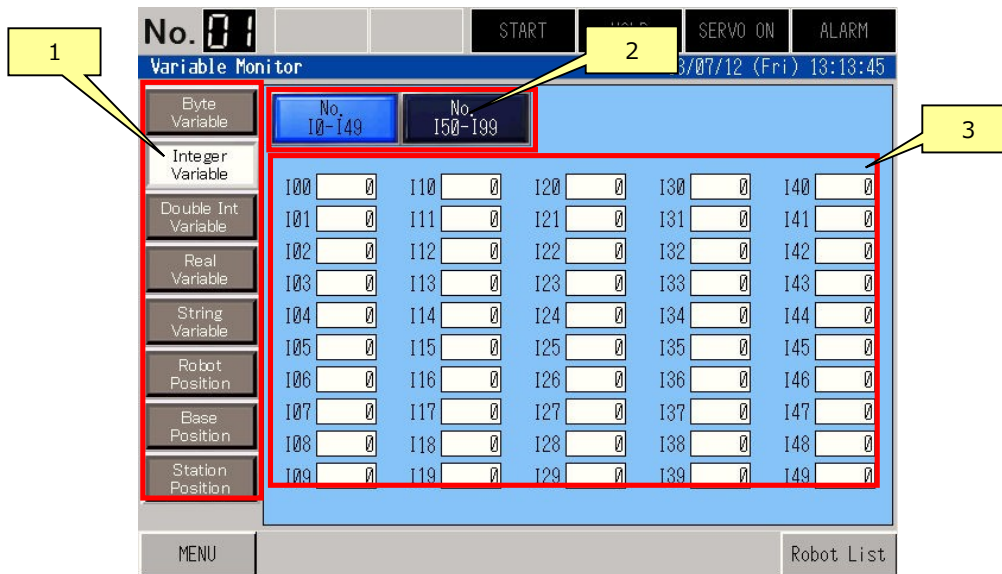 No. 01
START
SERVO ON
ALARM
1
2
3
Variable Monitor
/07/12 (Fri) 13:13:45
Byte
Variable
Integer
Variable
Double Int
Variable
Real
Variable
String
Variable
Robot
Position
Base
Position
Station
Position
No.
I0-I49
No.
I50-I99
I00 0 I10 0 I20 0 I30 0 I40 0
I01 0 I11 0 I21 0 I31 0 I41 0
I02 0 I12 0 I22 0 I32 0 I42 0
I03 0 I13 0 I23 0 I33 0 I43 0
I04 0 I14 0 I24 0 I34 0 I44 0
I05 0 I15 0 I25 0 I35 0 I45 0
I06 0 I16 0 I26 0 I36 0 I46 0
I07 0 I17 0 I27 0 I37 0 I47 0
I08 0 I18 0 I28 0 I38 0 I48 0
I09 0 I19 0 I29 0 I39 0 I49 0
MENU
Robot List